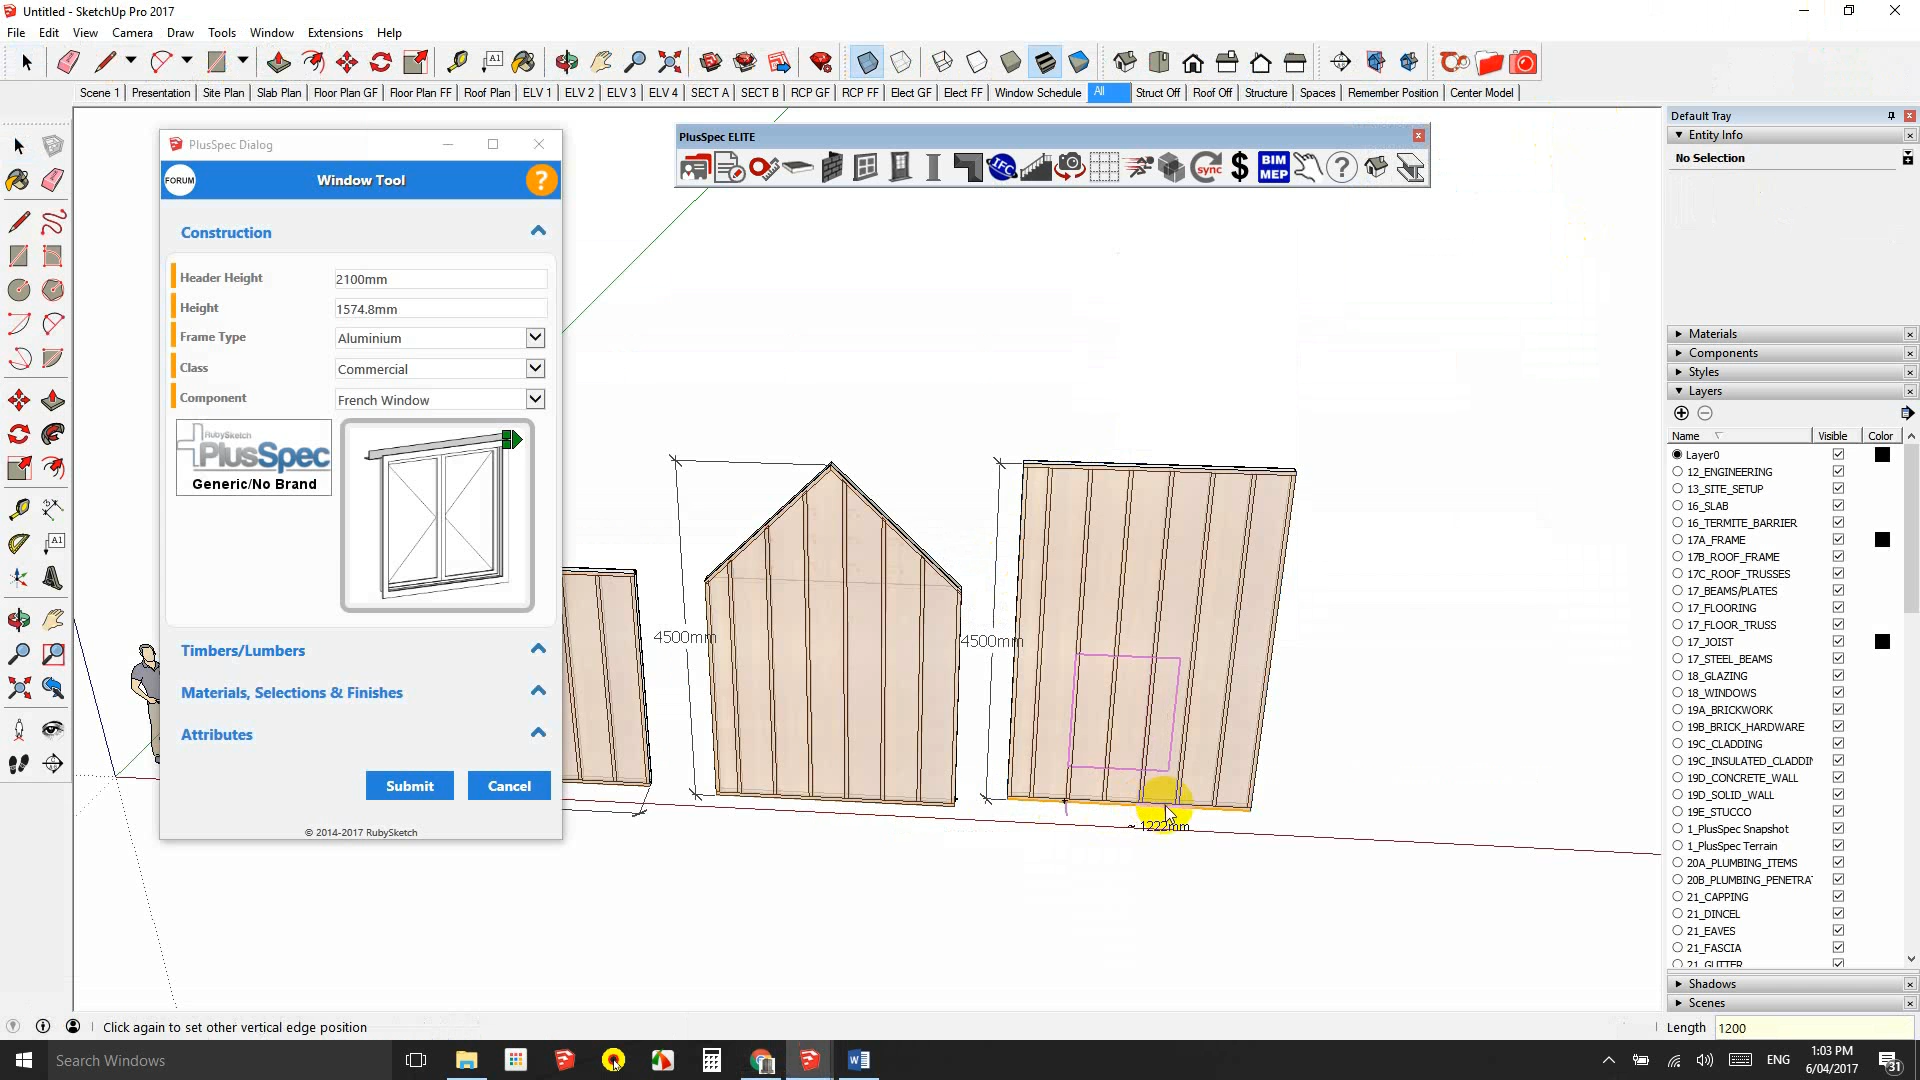 Untitled - SketchUp Pro 2017
File Edit View Camera Draw Tools Window Extensions Help
Scene 1 Presentation Site Plan Slab Plan Floor Plan GF Floor Plan FF Roof Plan ELV 1 ELV 2 ELV 3 ELV 4 SECT A SECT B RCP GF RCP FF Elect GF Elect FF Window Schedule All Struct Off Roof Off Structure Spaces Remember Position Center Model
PlusSpec Dialog
FORUM
Window Tool
?
Construction
Header Height 2100mm
Height 1574.8mm
Frame Type Aluminium
Class Commercial
Component French Window
RubySketch
PlusSpec
Generic/No Brand
Timbers/Lumbers
Materials, Selections & Finishes
Attributes
Submit Cancel
© 2014-2017 RubySketch
PlusSpec ELITE
IFC
sync
$
BIM
MEP
?
A1
A1
4500mm
4500mm
~ 1222mm
Default Tray
Entity Info
No Selection
Materials
Components
Styles
Layers
Name Visible Color
Layer0
12_ENGINEERING
13_SITE_SETUP
16_SLAB
16_TERMITE_BARRIER
17A_FRAME
17B_ROOF_FRAME
17C_ROOF_TRUSSES
17_BEAMS/PLATES
17_FLOORING
17_FLOOR_TRUSS
17_JOIST
17_STEEL_BEAMS
18_GLAZING
18_WINDOWS
19A_BRICKWORK
19B_BRICK_HARDWARE
19C_CLADDING
19C_INSULATED_CLADDIN
19D_CONCRETE_WALL
19D_SOLID_WALL
19E_STUCCO
1_PlusSpec Snapshot
1_PlusSpec Terrain
20A_PLUMBING_ITEMS
20B_PLUMBING_PENETRA
21_CAPPING
21_DINCEL
21_EAVES
21_FASCIA
21_GUTTER
Shadows
Scenes
Click again to set other vertical edge position
Length 1200
Search Windows
ENG
1:03 PM
6/04/2017
31